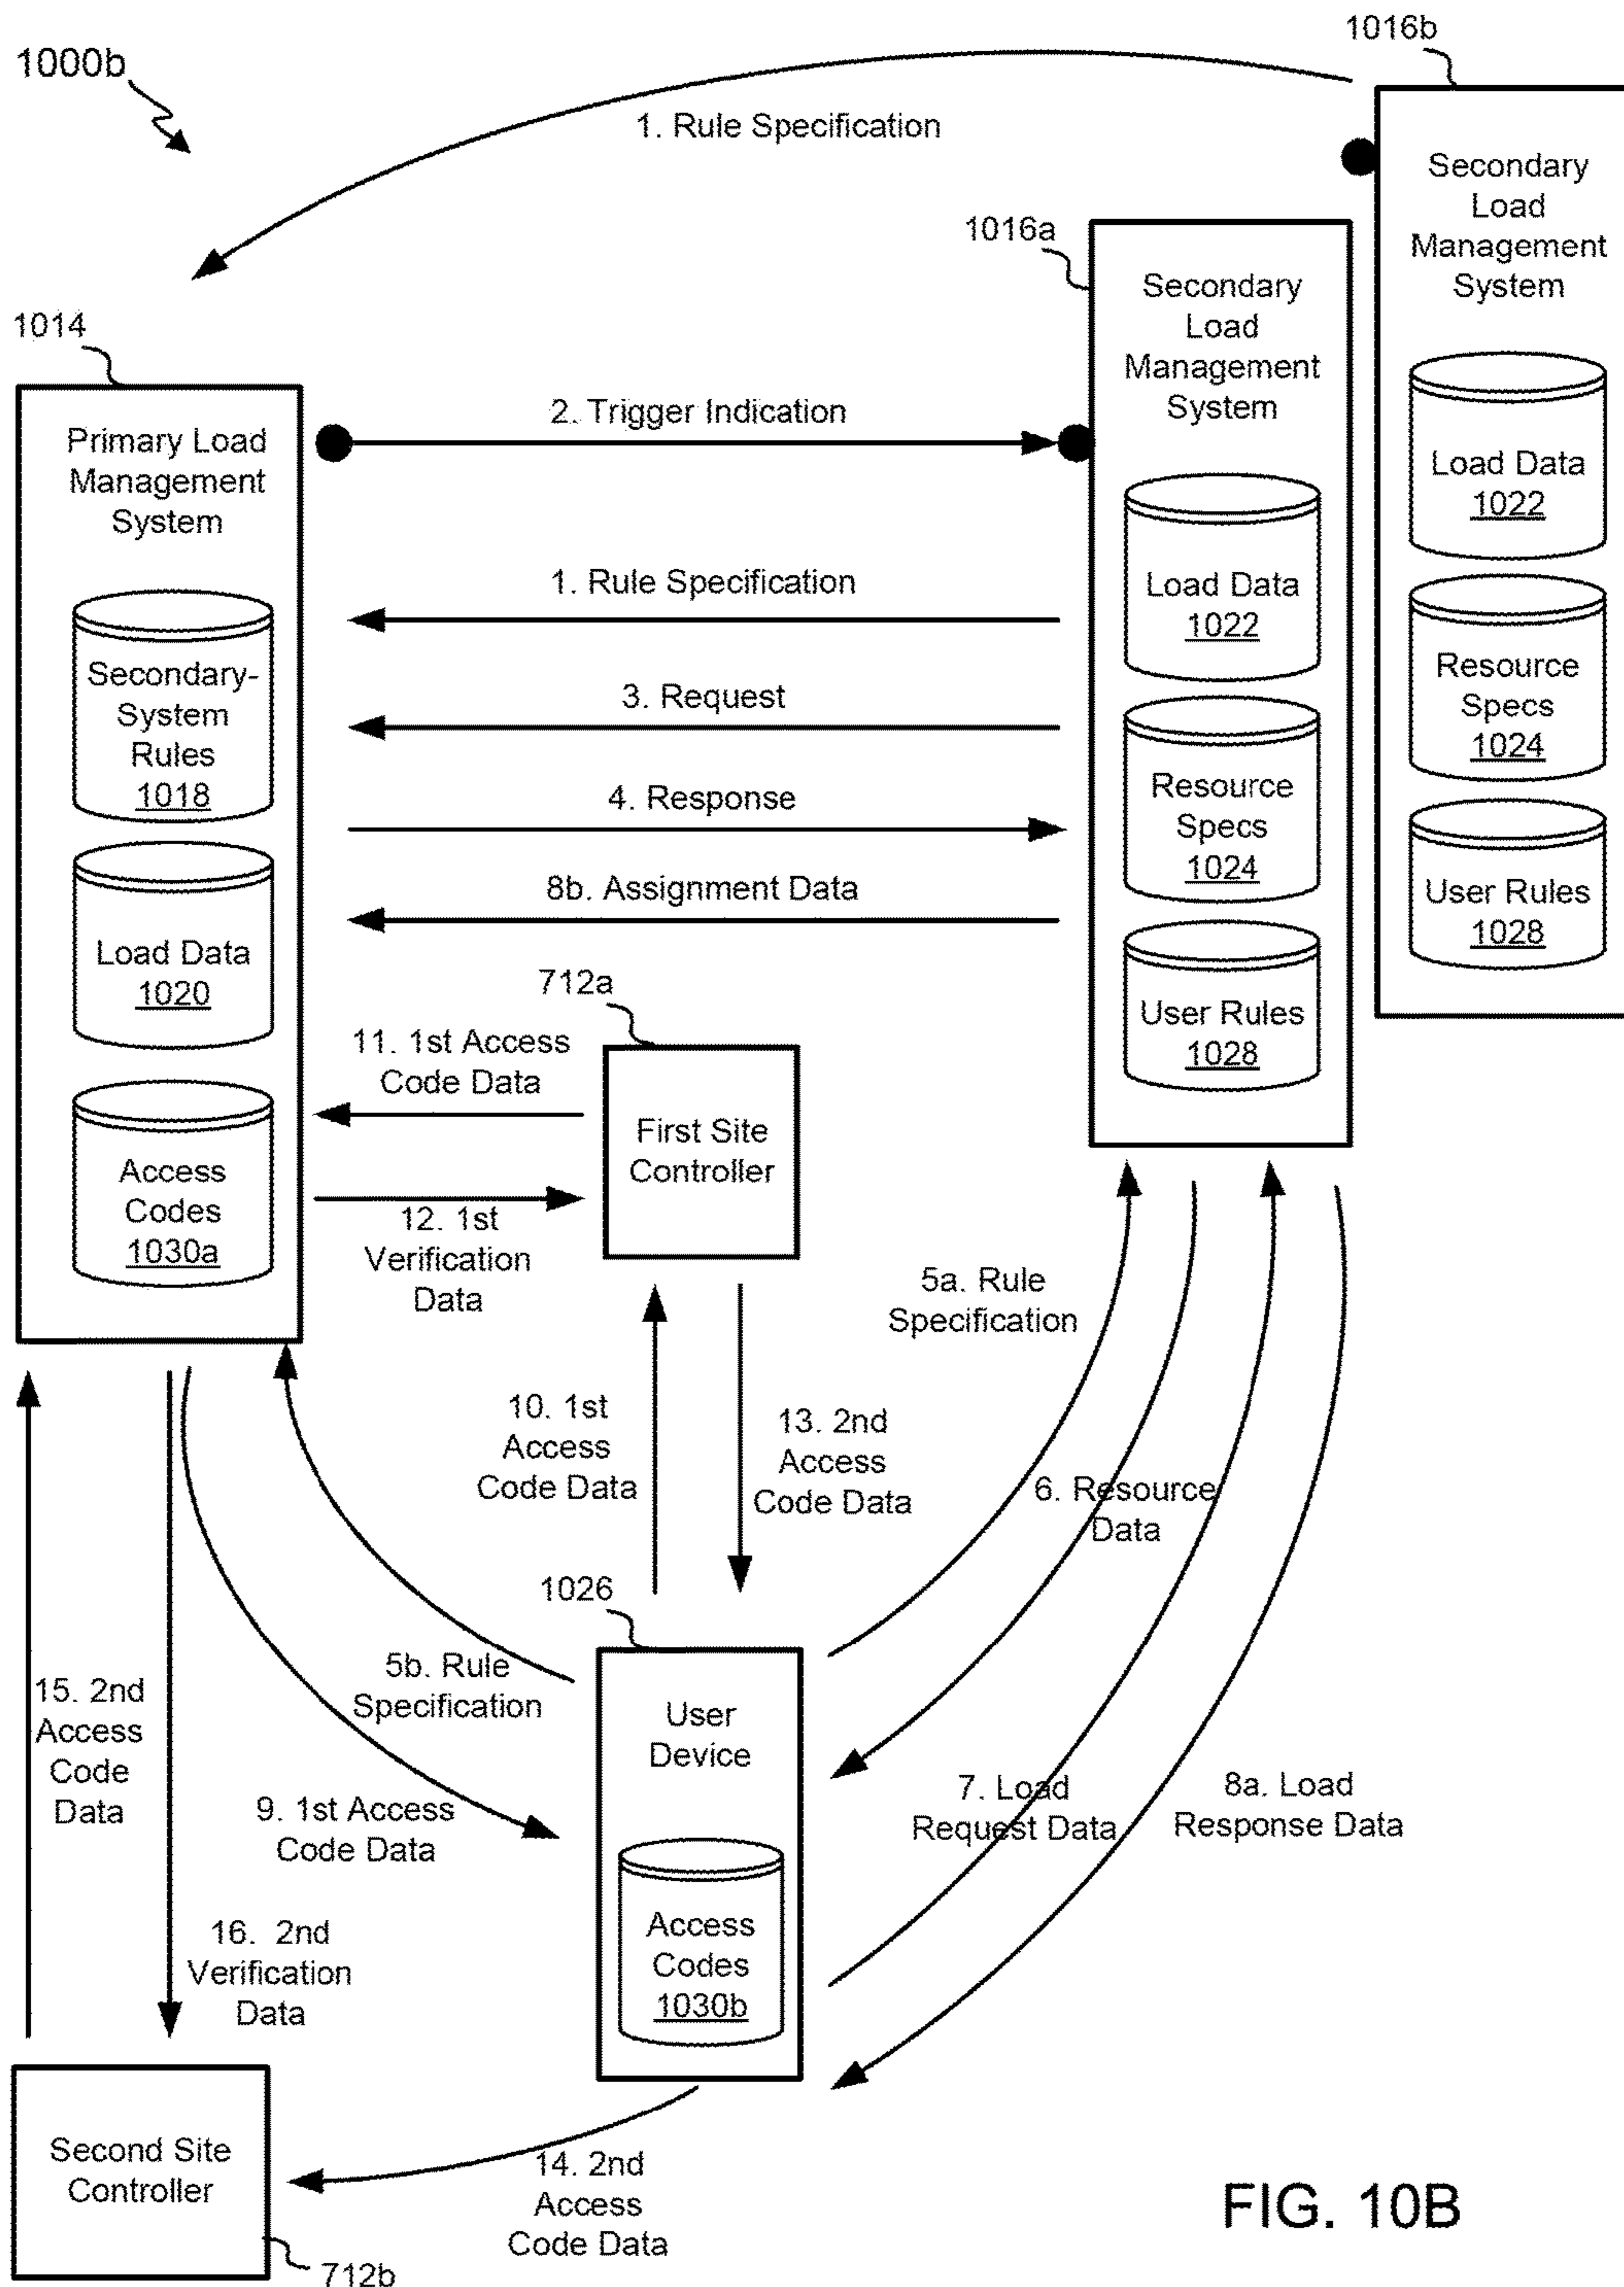 1000b
1016b
1. Rule Specification
Secondary
Load
Management
System
Load Data
1022
Resource
Specs
1024
User Rules
1028
1016a
Secondary
Load
Management
System
Load Data
1022
Resource
Specs
1024
User Rules
1028
1014
Primary Load
Management
System
Secondary-
System
Rules
1018
Load Data
1020
Access
Codes
1030a
2. Trigger Indication
1. Rule Specification
3. Request
4. Response
8b. Assignment Data
712a
11. 1st Access
Code Data
First Site
Controller
12. 1st
Verification
Data
5a. Rule
Specification
10. 1st
Access
Code Data
13. 2nd
Access
Code Data
6. Resource
Data
1026
5b. Rule
Specification
User
Device
Access
Codes
1030b
15. 2nd
Access
Code
Data
9. 1st Access
Code Data
7. Load
Request Data
8a. Load
Response Data
16. 2nd
Verification
Data
Second Site
Controller
712b
14. 2nd
Access
Code Data
FIG. 10B